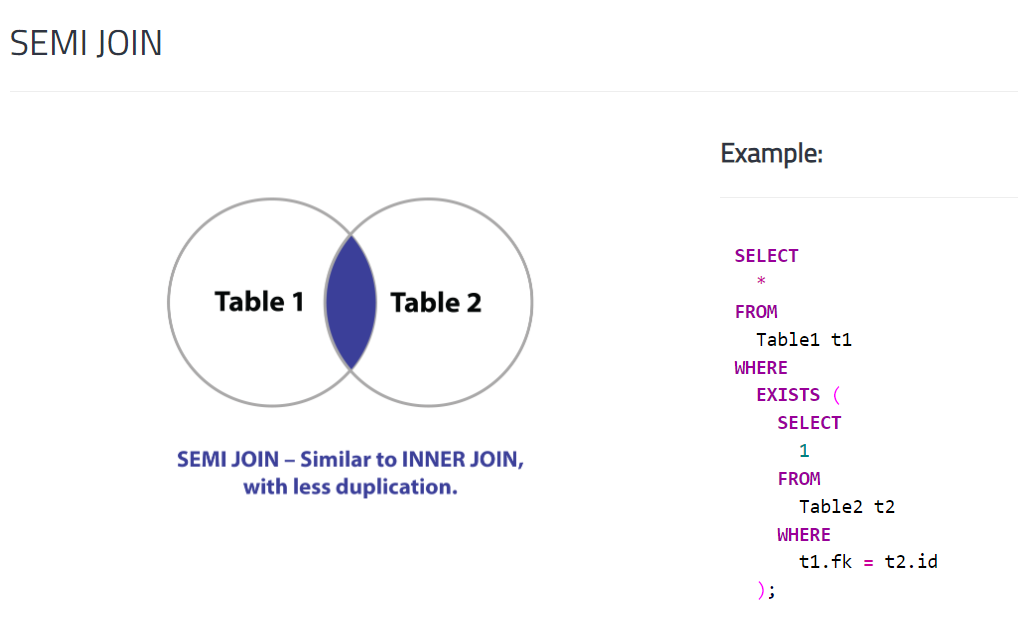 SEMI JOIN
Table 1
Table 2
SEMI JOIN – Similar to INNER JOIN,
with less duplication.
Example:
SELECT
*
FROM
Table1 t1
WHERE
EXISTS (
SELECT
1
FROM
Table2 t2
WHERE
t1.fk = t2.id
);